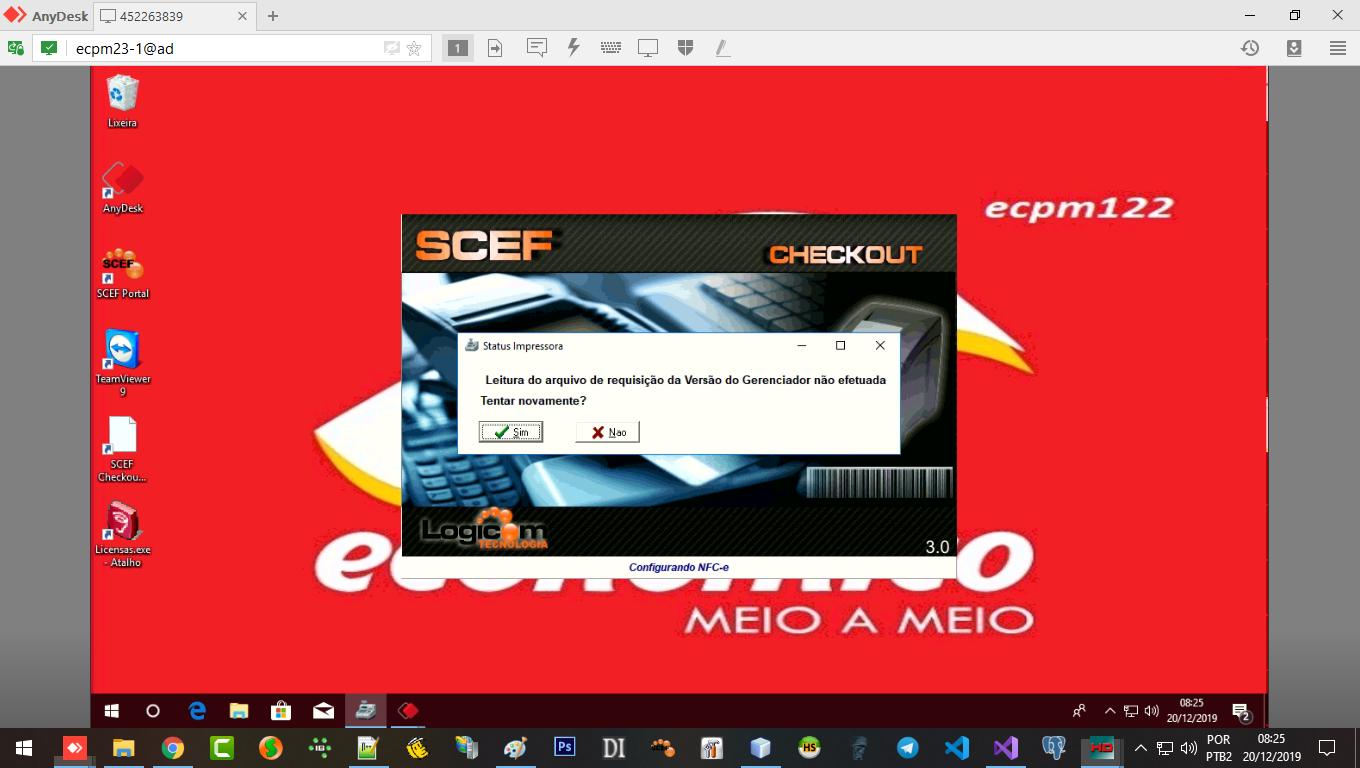 AnyDesk
452263839
ecpm23-1@ad
1
Lixeira
AnyDesk
SCEF
SCEF Portal
TeamViewer
9
SCEF
Checkou...
Licensas.exe
- Atalho
ecpm122
SCEF
CHECKOUT
Status Impressora
Leitura do arquivo de requisição da Versão do Gerenciador não efetuada
Tentar novamente?
Sim
Nao
Logicom
TECNOLOGIA
3.0
Configurando NFC-e
economico
MEIO A MEIO
08:25
20/12/2019
2
Ps
DI
HS
HD
POR
PTB2
08:25
20/12/2019